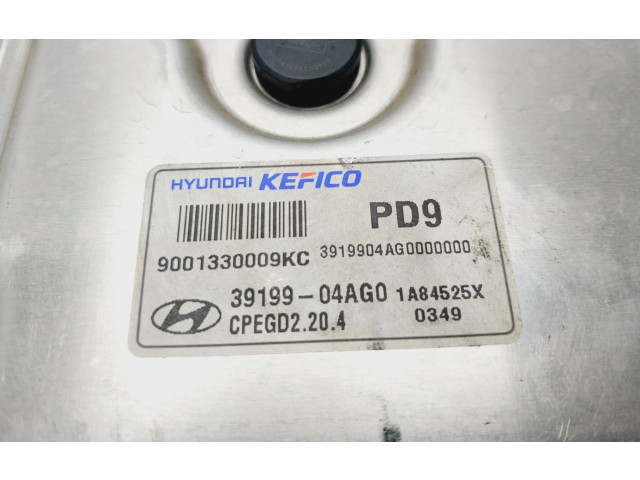 HYUNDAI KEFICO
PD9
9001330009KC
3919904AG0000000
39199-04AG0
1A84525X
CPEGD2.20.4
0349